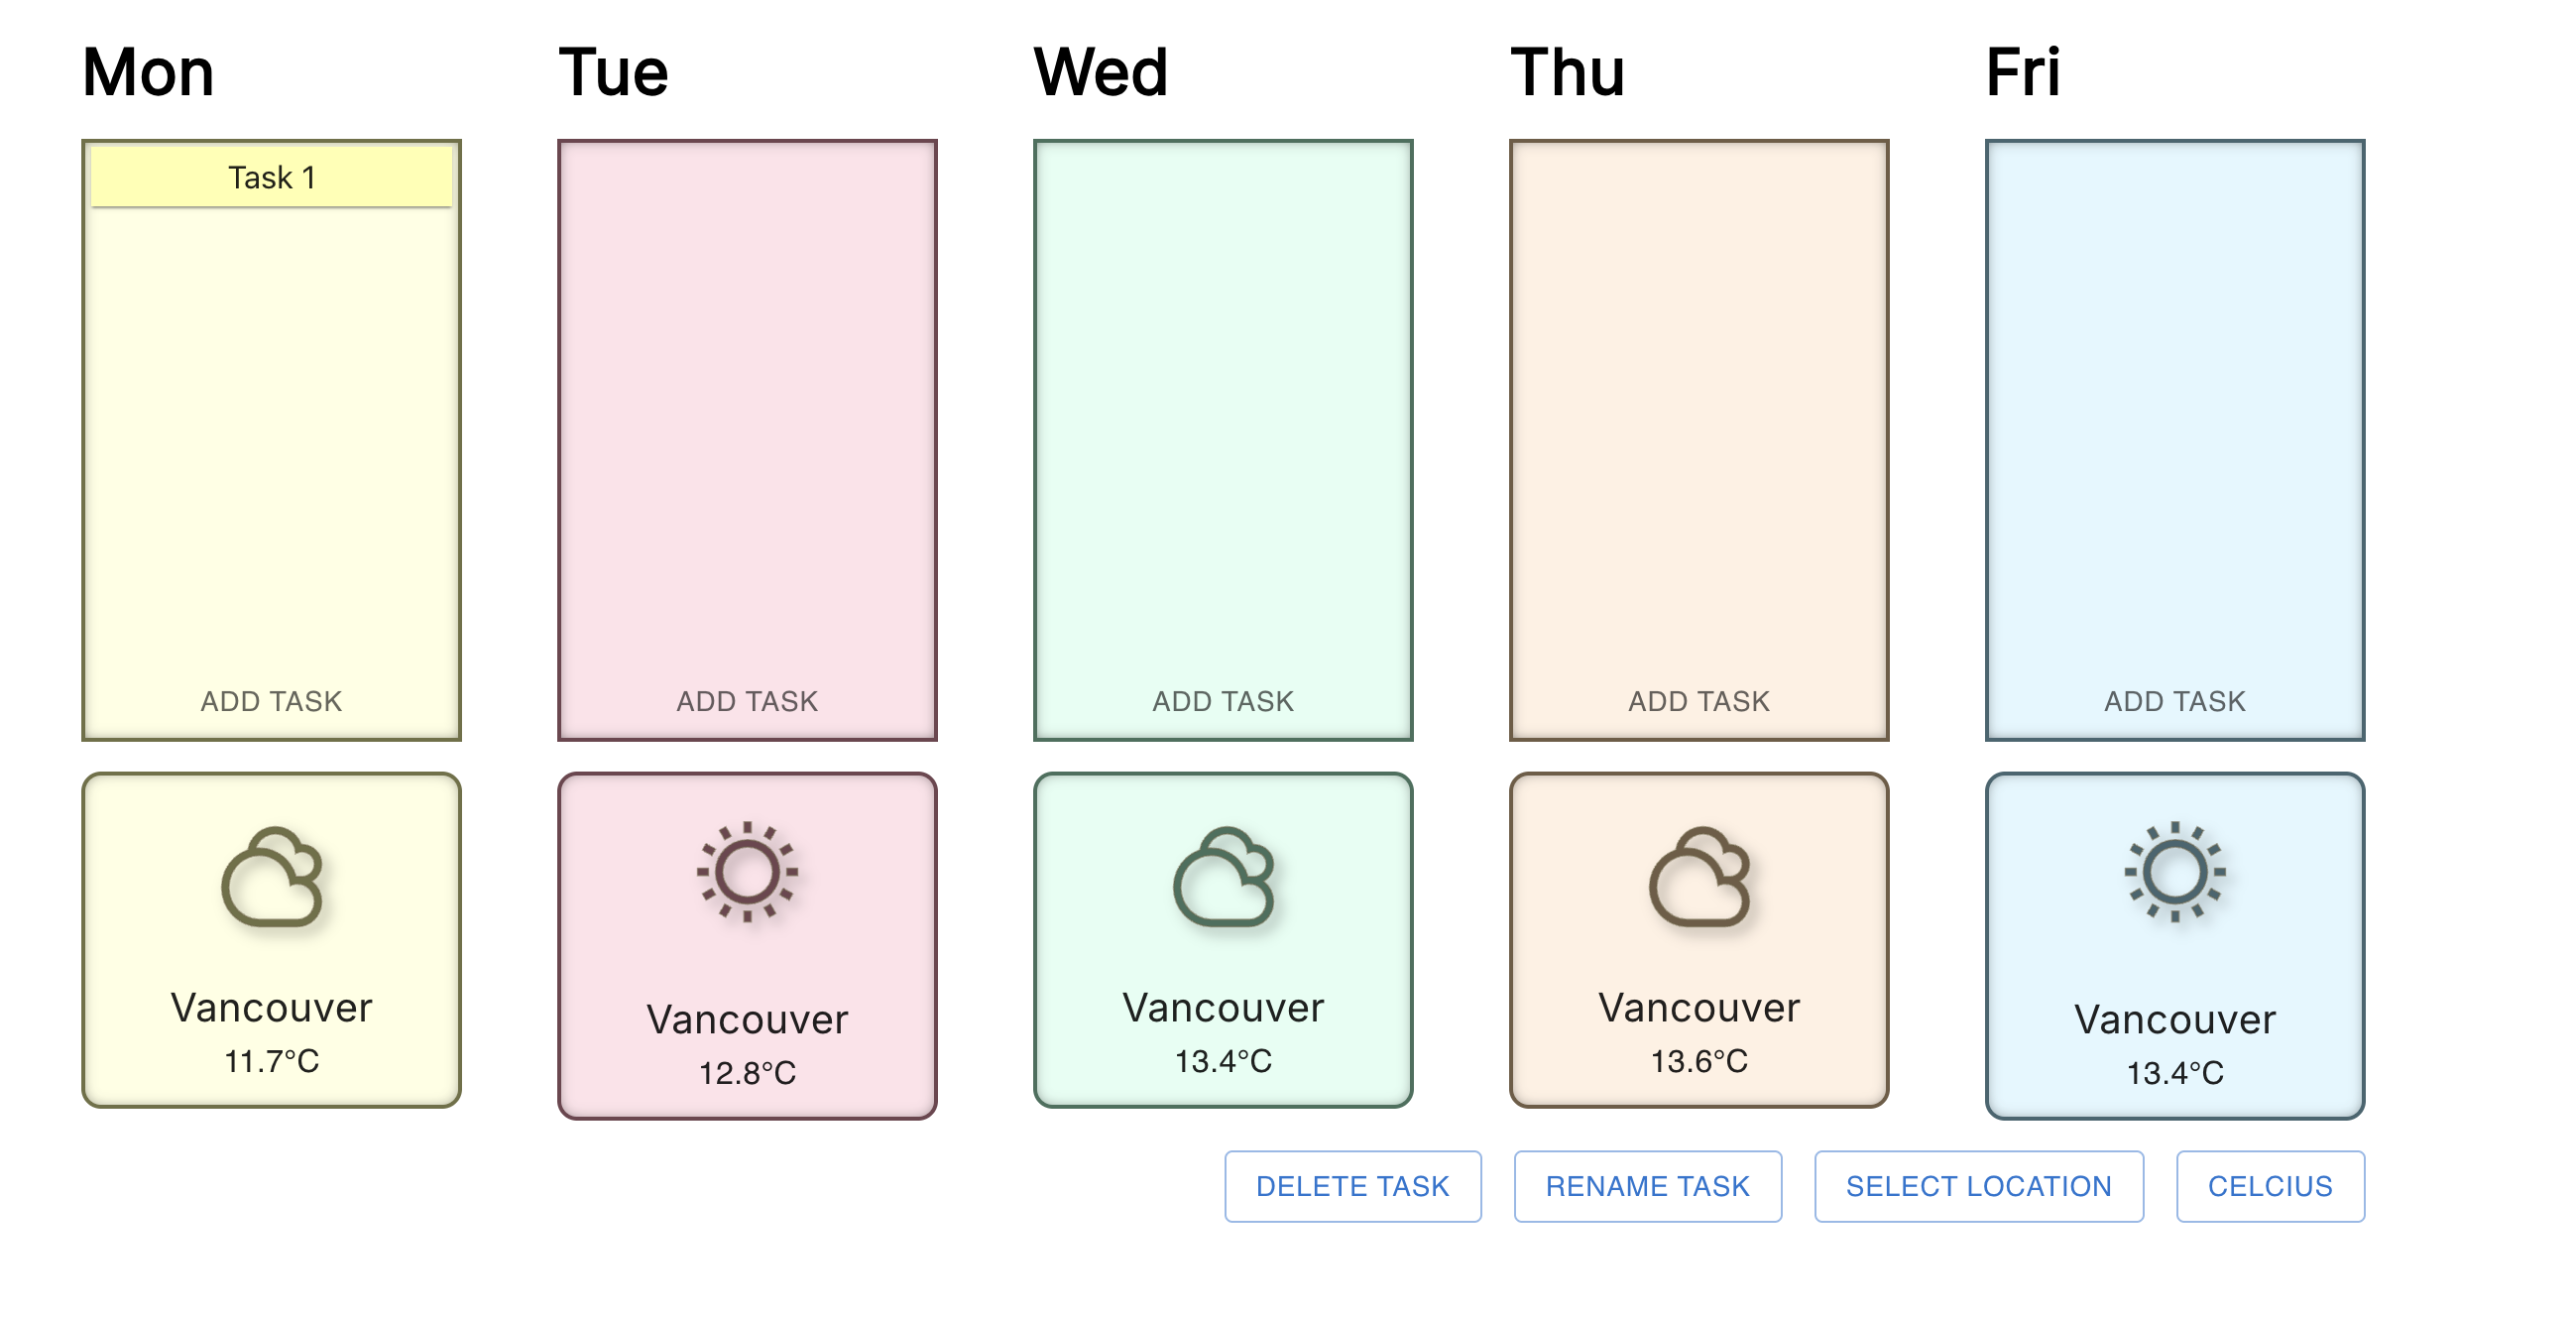 Mon
Tue
Wed
Thu
Fri
Task 1
ADD TASK
ADD TASK
ADD TASK
ADD TASK
ADD TASK
Vancouver
11.7°C
Vancouver
12.8°C
Vancouver
13.4°C
Vancouver
13.6°C
Vancouver
13.4°C
DELETE TASK
RENAME TASK
SELECT LOCATION
CELCIUS